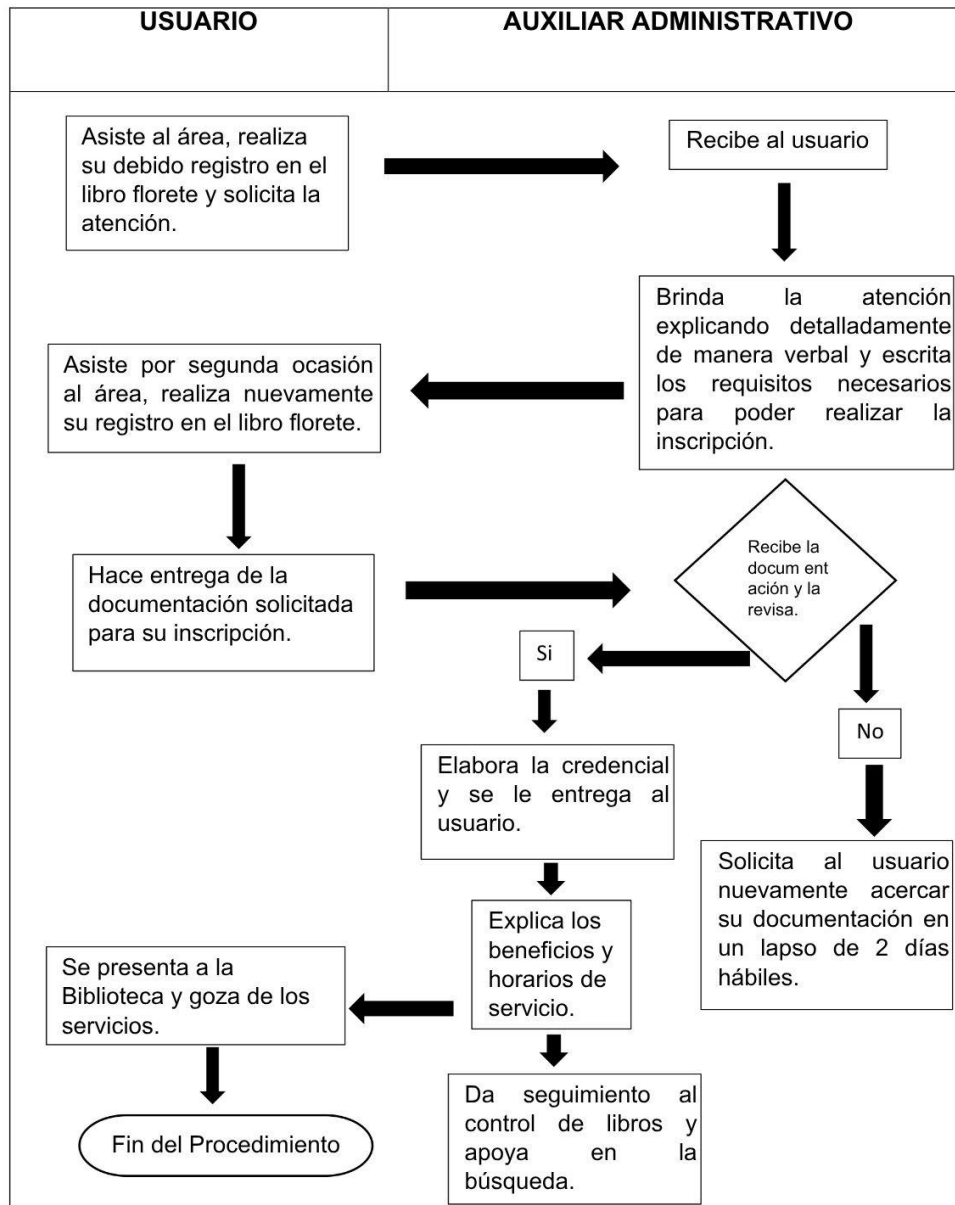 USUARIO
AUXILIAR ADMINISTRATIVO
Asiste al área, realiza
su debido registro en el
libro florete y solicita la
atención.
Recibe al usuario
Brinda la atención
explicando detalladamente
de manera verbal y escrita
los requisitos necesarios
para poder realizar la
inscripción.
Asiste por segunda ocasión
al área, realiza nuevamente
su registro en el libro florete.
Hace entrega de la
documentación solicitada
para su inscripción.
Recibe la
docum ent
ación y la
revisa.
Si
No
Elabora la credencial
y se le entrega al
usuario.
Solicita al usuario
nuevamente acercar
su documentación en
un lapso de 2 días
hábiles.
Explica los
beneficios y
horarios de
servicio.
Se presenta a la
Biblioteca y goza de los
servicios.
Da seguimiento al
control de libros y
apoya en la
búsqueda.
Fin del Procedimiento